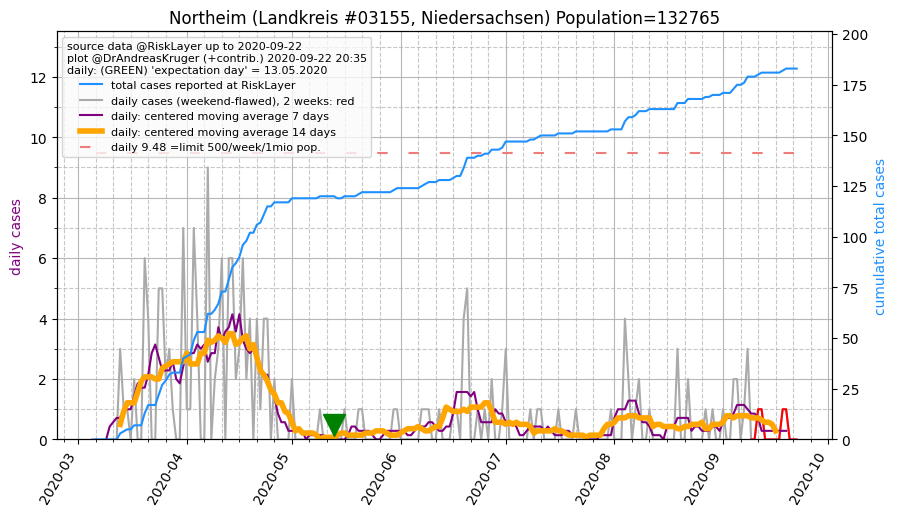 Northeim (Landkreis #03155, Niedersachsen) Population=132765
source data @RiskLayer up to 2020-09-22
plot @DrAndreasKruger (+contrib.) 2020-09-22 20:35
daily: (GREEN) 'expectation day' = 13.05.2020
total cases reported at RiskLayer
daily cases (weekend-flawed), 2 weeks: red
daily: centered moving average 7 days
daily: centered moving average 14 days
daily 9.48 =limit 500/week/1mio pop.
daily cases
12
10
8
6
4
2
0
cumulative total cases
200
175
150
125
100
75
50
25
0
2020-03
2020-04
2020-05
2020-06
2020-07
2020-08
2020-09
2020-10